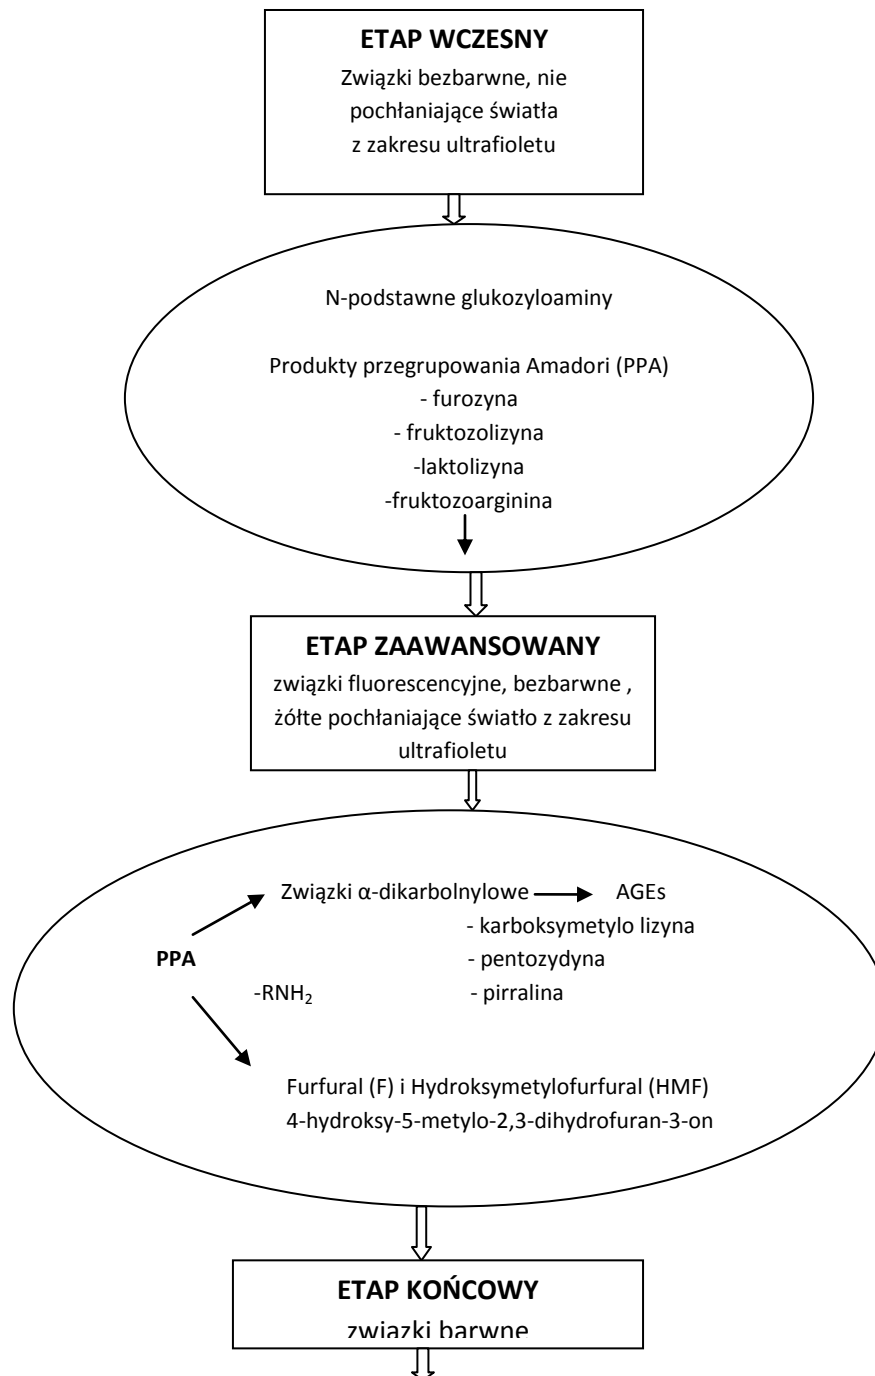 ETAP WCZESNY
Związki bezbarwne, nie
pochłaniające światła
z zakresu ultrafioletu
N-podstawne glukozyloaminy
Produkty przegrupowania Amadori (PPA)
- furozyna
- fruktozolizyna
-laktolizyna
-fruktozoarginina
ETAP ZAAWANSOWANY
związki fluorescencyjne, bezbarwne ,
żółte pochłaniające światło z zakresu
ultrafioletu
Związki α-dikarbolnylowe AGEs
- karboksymetylo lizyna
PPA - pentozydyna
-RNH₂ - pirralina
Furfural (F) i Hydroksymetylofurfural (HMF)
4-hydroksy-5-metylo-2,3-dihydrofuran-3-on
ETAP KOŃCOWY
związki barwne